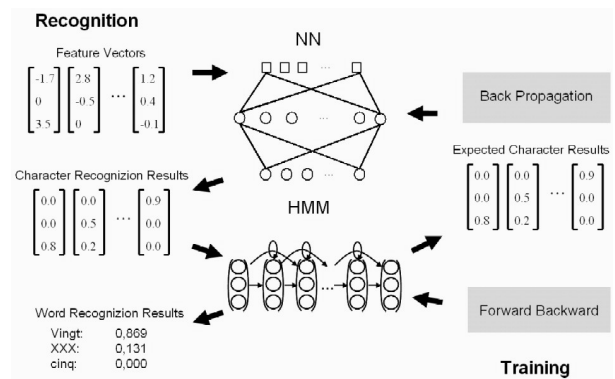 Recognition
NN
Feature Vectors
-1.7 2.8 ... 1.2
0 -0.5 0.4
3.5 0 -0.1
Back Propagation
Character Recognizion Results
0.0 0.0 ... 0.9
0.0 0.5 0.0
0.8 0.2 0.0
Expected Character Results
0.0 0.0 ... 0.9
0.0 0.5 0.0
0.8 0.2 0.0
HMM
Word Recognizion Results
Vingt: 0,869
XXX: 0,131
cinq: 0,000
Forward Backward
Training